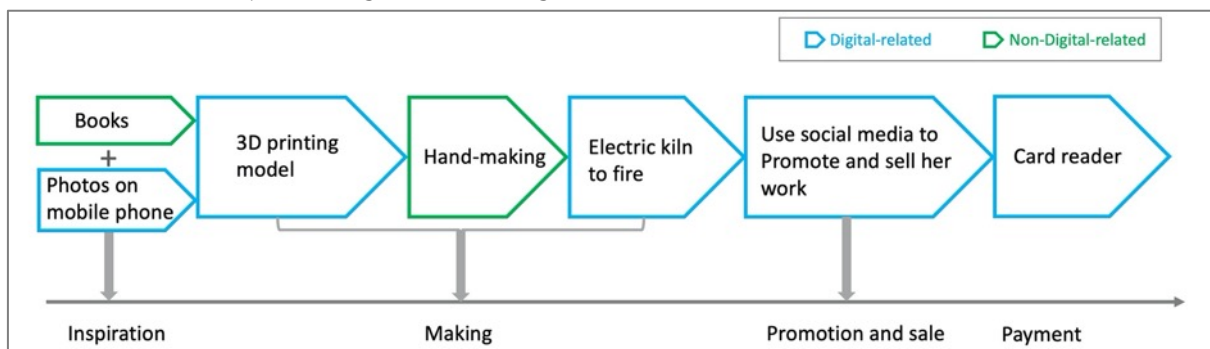 Digital-related
Non-Digital-related
Books
+
Photos on
mobile phone
3D printing
model
Hand-making
Electric kiln
to fire
Use social media to
Promote and sell her
work
Card reader
Inspiration
Making
Promotion and sale
Payment